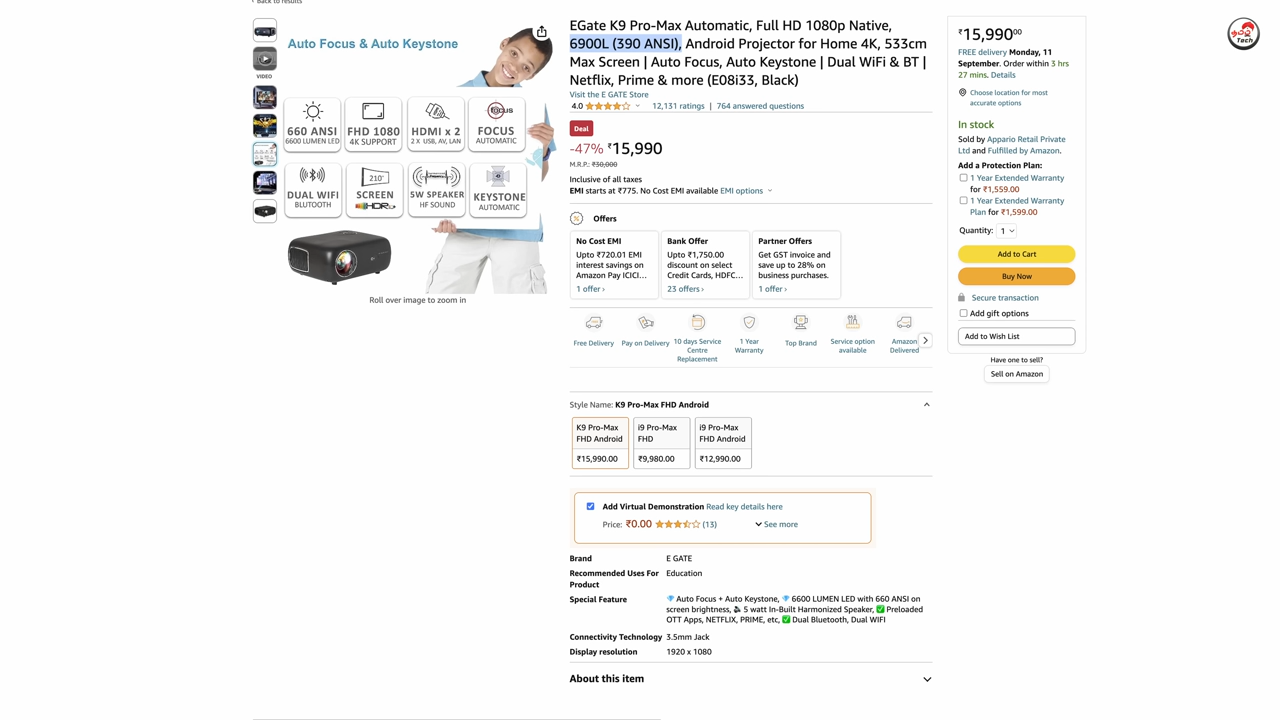 Back to results
VIDEO
Auto Focus & Auto Keystone
660 ANSI
6600 LUMEN LED
FHD 1080
4K SUPPORT
HDMI x 2
2 X USB, AV, LAN
focus
FOCUS
AUTOMATIC
DUAL WIFI
BLUTOOTH
210"
SCREEN
HDR
5W SPEAKER
HF SOUND
KEYSTONE
AUTOMATIC
Roll over image to zoom in
EGate K9 Pro-Max Automatic, Full HD 1080p Native,
6900L (390 ANSI), Android Projector for Home 4K, 533cm
Max Screen | Auto Focus, Auto Keystone | Dual WiFi & BT |
Netflix, Prime & more (E08i33, Black)
Visit the E GATE Store
4.0 12,131 ratings | 764 answered questions
Deal
-47% ₹15,990
M.R.P.: ₹30,000
Inclusive of all taxes
EMI starts at ₹775. No Cost EMI available EMI options
Offers
No Cost EMI
Upto ₹720.01 EMI
interest savings on
Amazon Pay ICICI…
1 offer ›
Bank Offer
Upto ₹1,750.00
discount on select
Credit Cards, HDFC…
23 offers ›
Partner Offers
Get GST invoice and
save up to 28% on
business purchases.
1 offer ›
Free Delivery
Pay on Delivery
10 days Service
Centre
Replacement
1 Year
Warranty
Top Brand
Service option
available
Amazon
Delivered
Style Name: K9 Pro-Max FHD Android
K9 Pro-Max
FHD Android
₹15,990.00
i9 Pro-Max
FHD
₹9,980.00
i9 Pro-Max
FHD Android
₹12,990.00
Add Virtual Demonstration Read key details here
Price: ₹0.00 (13) See more
Brand E GATE
Recommended Uses For Education
Product
Special Feature 💎 Auto Focus + Auto Keystone, 💎 6600 LUMEN LED with 660 ANSI on
screen brightness, 5 watt In-Built Harmonized Speaker, ✅ Preloaded
OTT Apps, NETFLIX, PRIME, etc, ✅ Dual Bluetooth, Dual WIFI
Connectivity Technology 3.5mm Jack
Display resolution 1920 x 1080
About this item
₹15,99000
FREE delivery Monday, 11
September. Order within 3 hrs
27 mins. Details
Choose location for most
accurate options
In stock
Sold by Appario Retail Private
Ltd and Fulfilled by Amazon.
Add a Protection Plan:
1 Year Extended Warranty
for ₹1,559.00
1 Year Extended Warranty
Plan for ₹1,599.00
Quantity: 1
Add to Cart
Buy Now
Secure transaction
Add gift options
Add to Wish List
Have one to sell?
Sell on Amazon
Tech